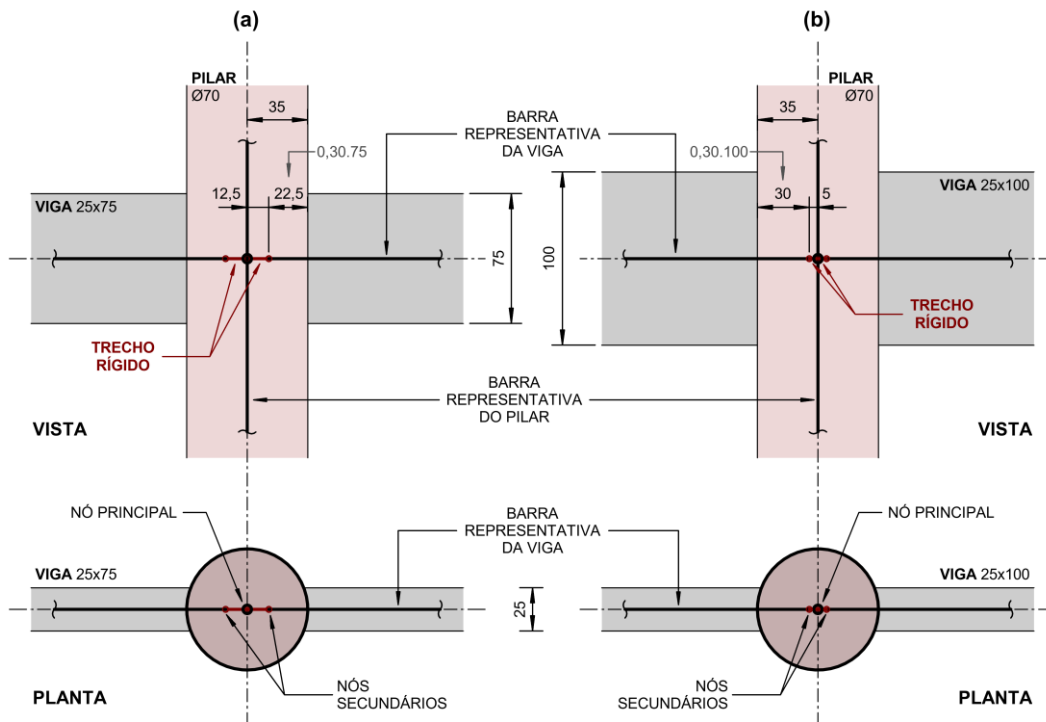 (a)
(b)
PILAR
Ø70
35
BARRA
REPRESENTATIVA
DA VIGA
35
PILAR
Ø70
0,30.75
0,30.100
12,5
22,5
30
5
VIGA 25x75
VIGA 25x100
75
100
TRECHO
RÍGIDO
TRECHO
RÍGIDO
BARRA
REPRESENTATIVA
DO PILAR
VISTA
VISTA
NÓ PRINCIPAL
BARRA
REPRESENTATIVA
DA VIGA
NÓ PRINCIPAL
VIGA 25x75
VIGA 25x100
25
PLANTA
NÓS
SECUNDÁRIOS
NÓS
SECUNDÁRIOS
PLANTA